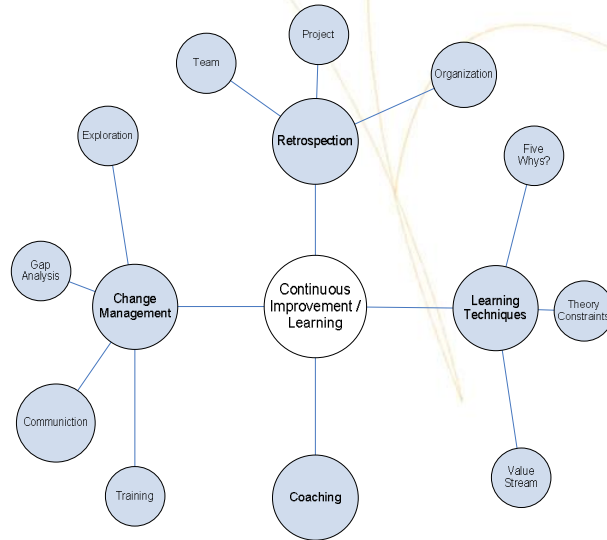 Project
Team
Organization
Retrospection
Exploration
Five
Whys?
Gap
Analysis
Continuous
Improvement /
Learning
Change
Management
Learning
Techniques
Theory
Constraints
Communiction
Value
Stream
Training
Coaching